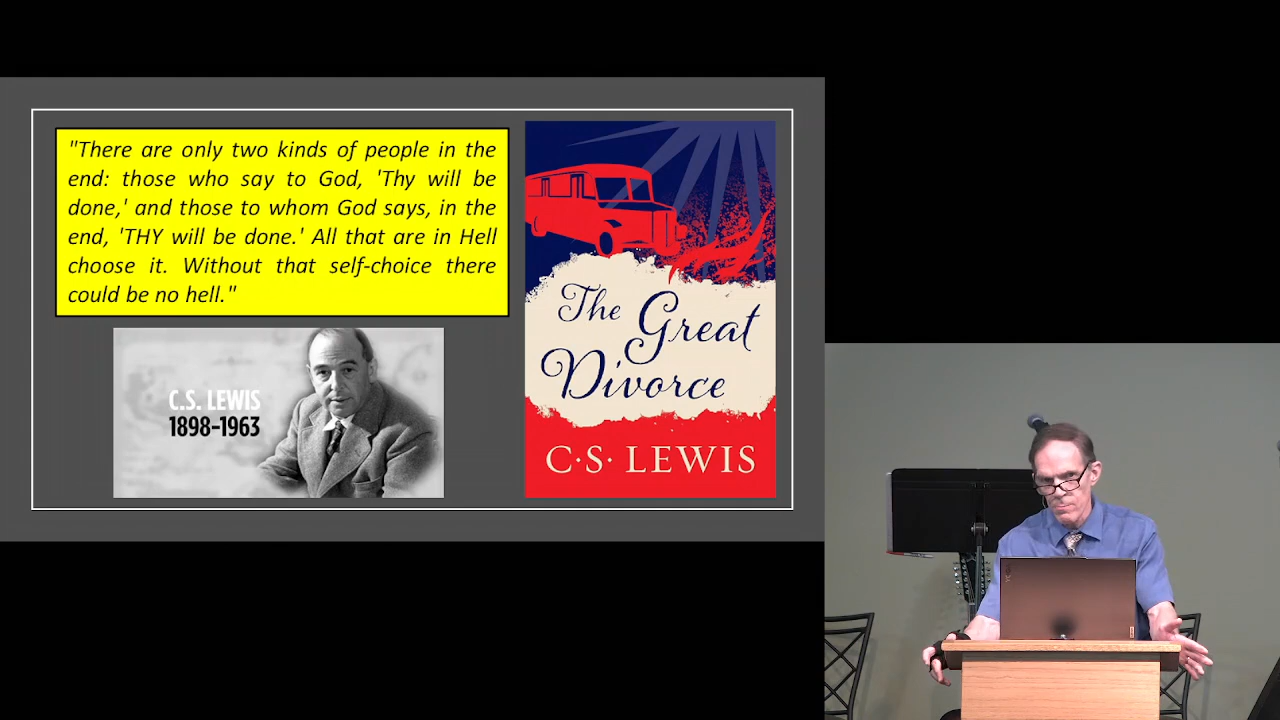 "There are only two kinds of people in the
end: those who say to God, 'Thy will be
done,' and those to whom God says, in the
end, 'THY will be done.' All that are in Hell
choose it. Without that self-choice there
could be no hell."
C.S. LEWIS
1898-1963
The Great
Divorce
C·S· LEWIS